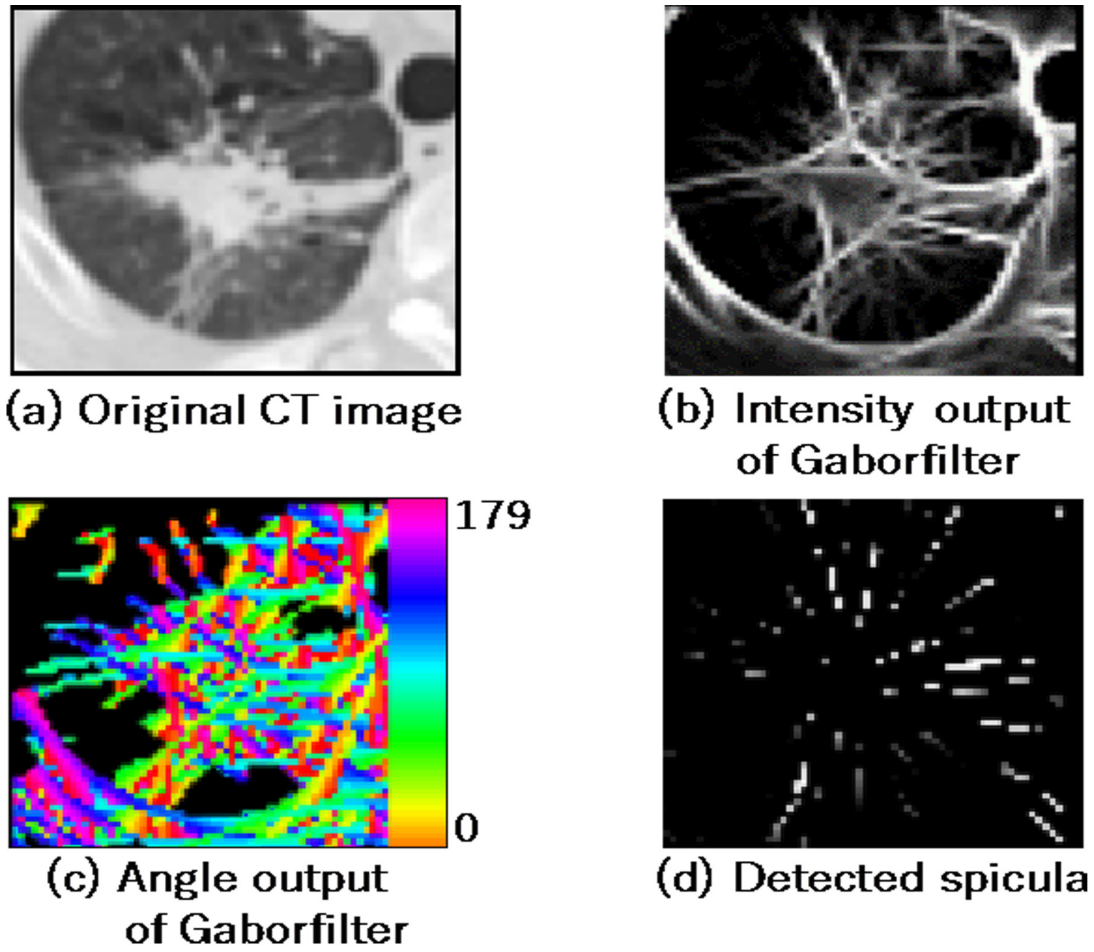 (a) Original CT image
(b) Intensity output
of Gaborfilter
179
0
(c) Angle output
of Gaborfilter
(d) Detected spicula